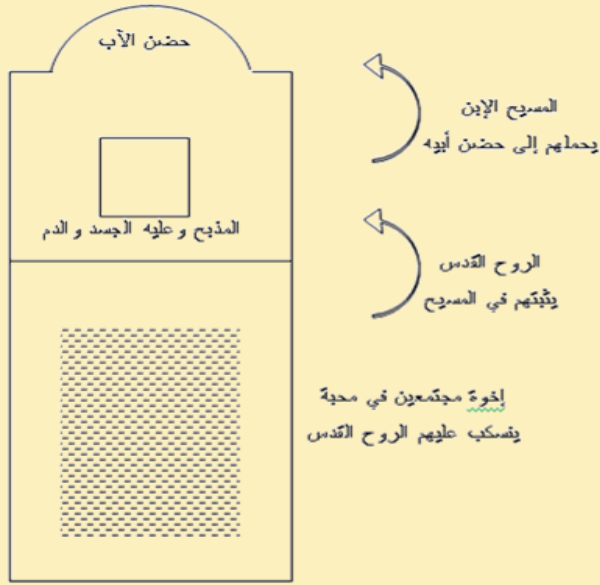 حضن الآب
المسيح الإبن
يحملهم إلى حضن أبيه
المذبح وعليه الجسد والدم
الروح القدس
يثبتهم في المسيح
إخوة مجتمعين في محبة
ينسكب عليهم الروح القدس